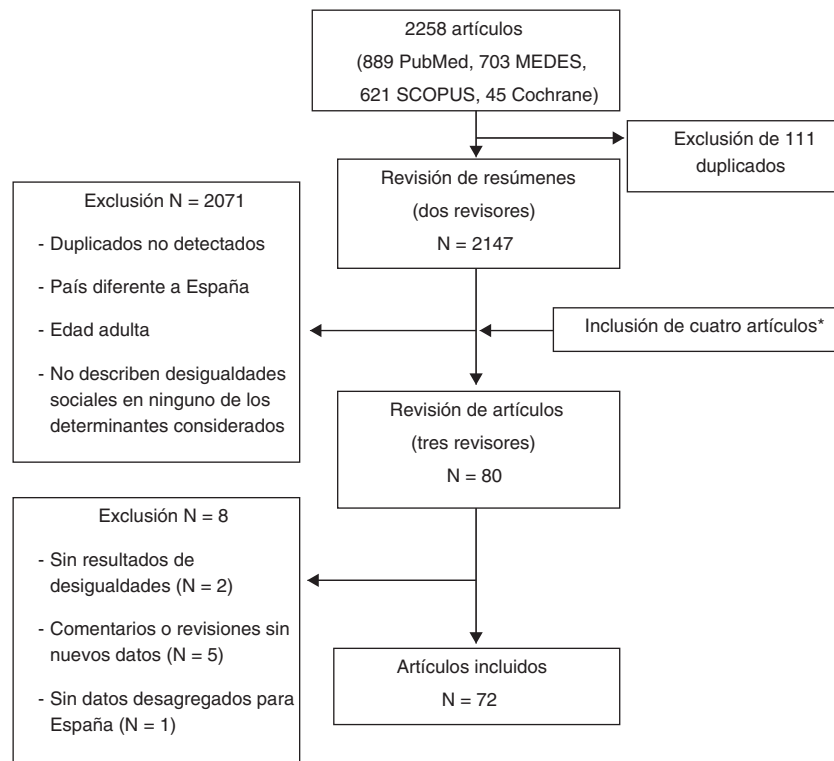 2258 artículos
(889 PubMed, 703 MEDES,
621 SCOPUS, 45 Cochrane)
Exclusión de 111
duplicados
Revisión de resúmenes
(dos revisores)
N = 2147
Exclusión N = 2071
- Duplicados no detectados
- País diferente a España
- Edad adulta
- No describen desigualdades
sociales en ninguno de los
determinantes considerados
Inclusión de cuatro artículos*
Revisión de artículos
(tres revisores)
N = 80
Exclusión N = 8
- Sin resultados de
desigualdades (N = 2)
- Comentarios o revisiones sin
nuevos datos (N = 5)
- Sin datos desagregados para
España (N = 1)
Artículos incluidos
N = 72